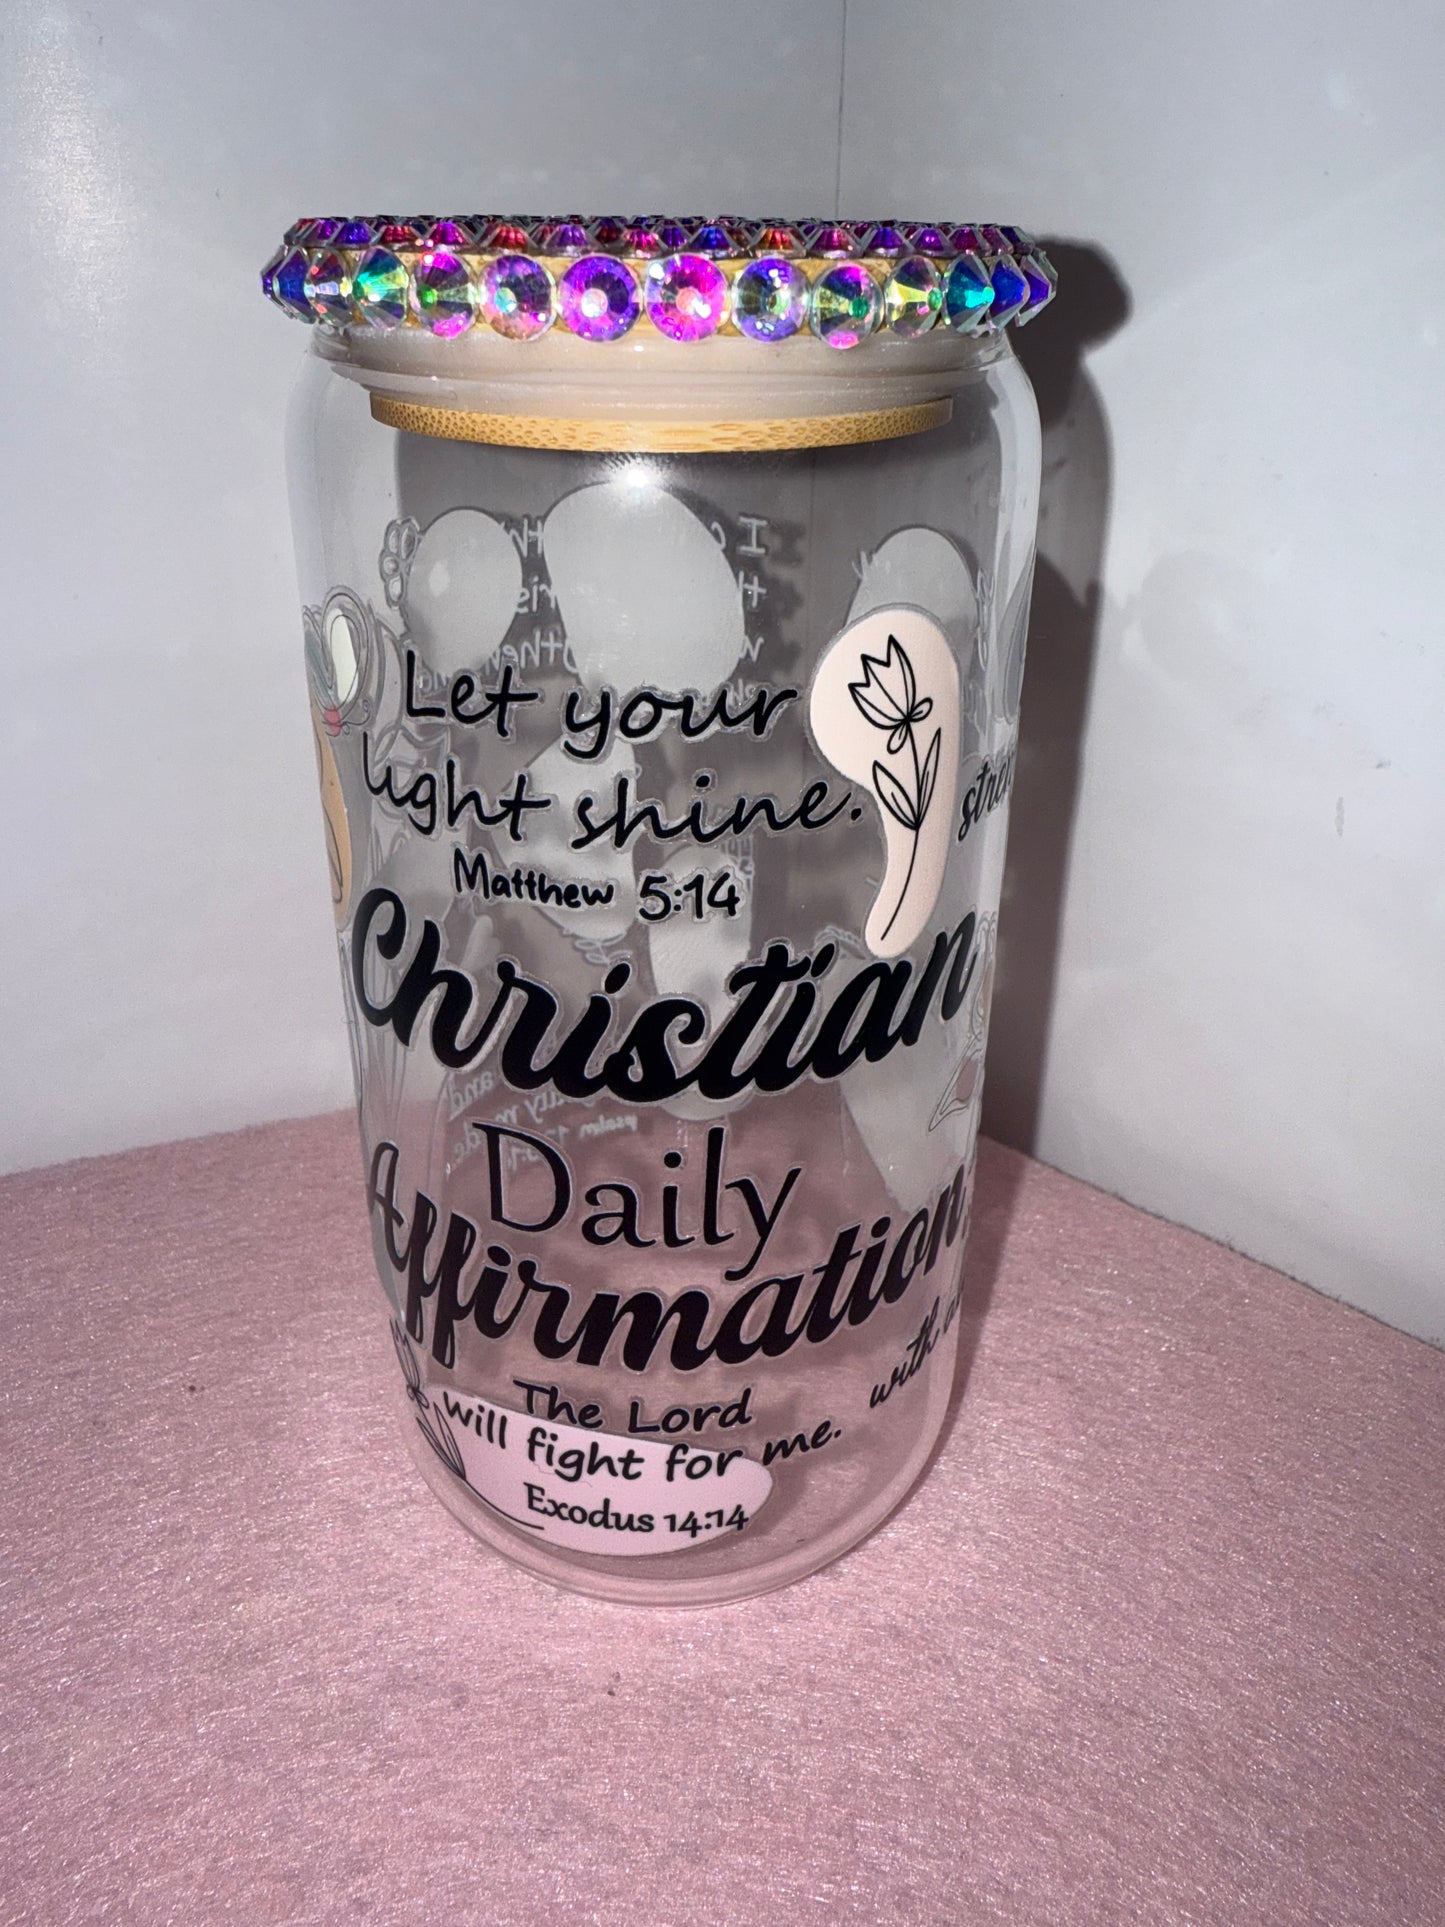 Let your
light shine.
Matthew 5:14
Christian
Daily
Affirmation
The Lord
will fight for me.
Exodus 14:14
with